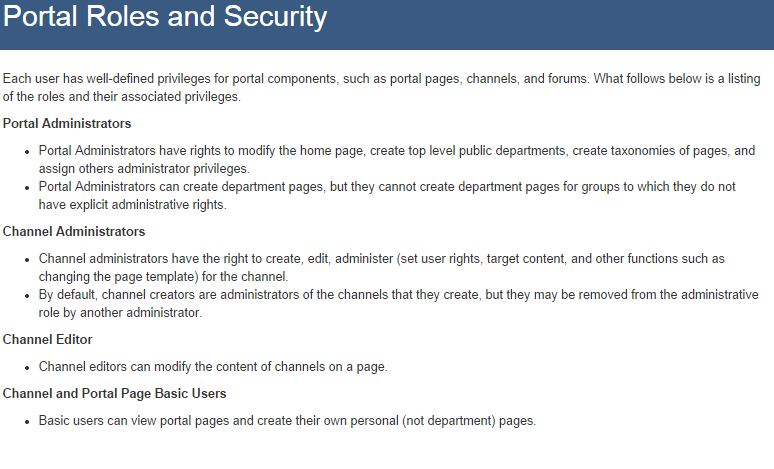 Portal Roles and Security
Each user has well-defined privileges for portal components, such as portal pages, channels, and forums. What follows below is a listing
of the roles and their associated privileges.
Portal Administrators
• Portal Administrators have rights to modify the home page, create top level public departments, create taxonomies of pages, and
assign others administrator privileges.
• Portal Administrators can create department pages, but they cannot create department pages for groups to which they do not
have explicit administrative rights.
Channel Administrators
• Channel administrators have the right to create, edit, administer (set user rights, target content, and other functions such as
changing the page template) for the channel.
• By default, channel creators are administrators of the channels that they create, but they may be removed from the administrative
role by another administrator.
Channel Editor
• Channel editors can modify the content of channels on a page.
Channel and Portal Page Basic Users
• Basic users can view portal pages and create their own personal (not department) pages.